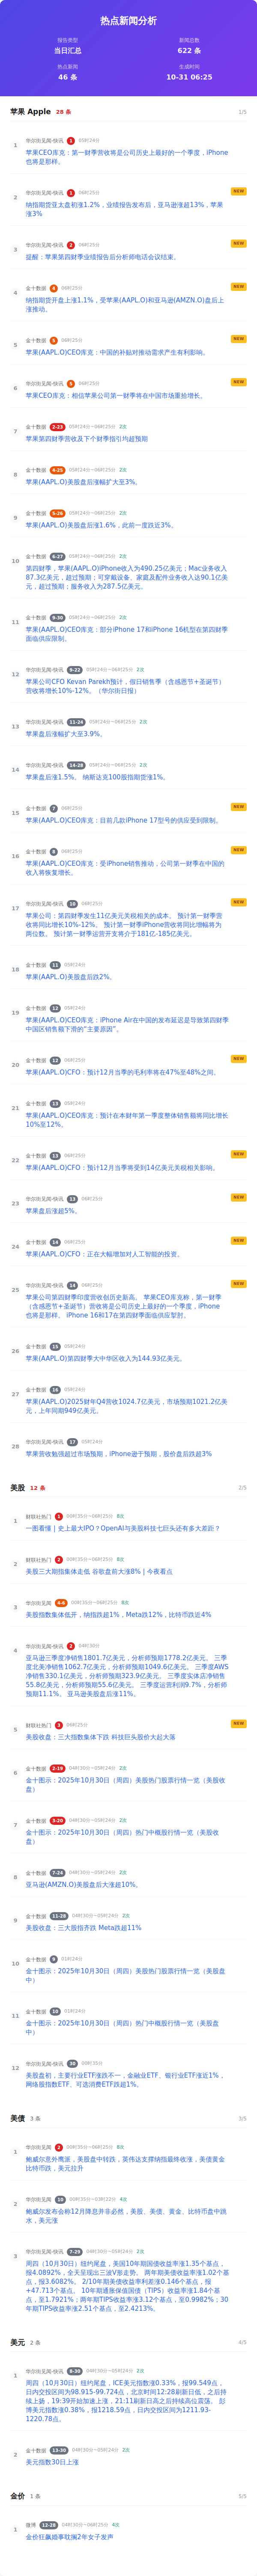 热点新闻分析
报告类型
当日汇总
新闻总数
622 条
热点新闻
46 条
生成时间
10-31 06:25
苹果 Apple 28 条 1/5
1 华尔街见闻-快讯 1 05时24分
苹果CEO库克：第一财季营收将是公司历史上最好的一个季度，iPhone
也将是那样。
2 华尔街见闻-快讯 1 06时25分 NEW
纳指期货亚太盘初涨1.2%，业绩报告发布后，亚马逊涨超13%，苹果
涨3%
3 华尔街见闻-快讯 2 06时25分 NEW
提醒：苹果第四财季业绩报告后分析师电话会议结束。
4 金十数据 4 06时25分 NEW
纳指期货开盘上涨1.1%，受苹果(AAPL.O)和亚马逊(AMZN.O)盘后上
涨推动。
5 金十数据 5 06时25分 NEW
苹果(AAPL.O)CEO库克：中国的补贴对推动需求产生有利影响。
6 华尔街见闻-快讯 5 06时25分 NEW
苹果CEO库克：相信苹果公司第一财季将在中国市场重拾增长。
7 金十数据 2-23 05时24分~06时25分 2次
苹果第四财季营收及下个财季指引均超预期
8 金十数据 4-25 05时24分~06时25分 2次
苹果(AAPL.O)美股盘后涨幅扩大至3%。
9 金十数据 5-26 05时24分~06时25分 2次
苹果(AAPL.O)美股盘后涨1.6%，此前一度跌近3%。
10 金十数据 6-27 05时24分~06时25分 2次
第四财季，苹果(AAPL.O)iPhone收入为490.25亿美元；Mac业务收入
87.3亿美元，超过预期；可穿戴设备、家庭及配件业务收入达90.1亿美
元，超过预期；服务收入为287.5亿美元。
11 金十数据 9-30 05时24分~06时25分 2次
苹果(AAPL.O)CEO库克：部分iPhone 17和iPhone 16机型在第四财季
面临供应限制。
12 华尔街见闻-快讯 9-22 05时24分~06时25分 2次
苹果公司CFO Kevan Parekh预计，假日销售季（含感恩节+圣诞节）
营收将增长10%-12%。（华尔街日报）
13 华尔街见闻-快讯 11-24 05时24分~06时25分 2次
苹果盘后涨幅扩大至3.9%。
14 华尔街见闻-快讯 14-28 05时24分~06时25分 2次
苹果盘后涨1.5%。 纳斯达克100股指期货涨1%。
15 金十数据 7 06时25分 NEW
苹果(AAPL.O)CEO库克：目前几款iPhone 17型号的供应受到限制。
16 金十数据 8 06时25分 NEW
苹果(AAPL.O)CEO库克：受iPhone销售推动，公司第一财季在中国的
收入将恢复增长。
17 华尔街见闻-快讯 10 06时25分 NEW
苹果公司：第四财季发生11亿美元关税相关的成本。 预计第一财季营
收将同比增长10%-12%。 预计第一财季iPhone营收将同比增幅将为
两位数。 预计第一财季运营开支将介于181亿-185亿美元。
18 金十数据 11 05时24分
苹果(AAPL.O)美股盘后跌2%。
19 金十数据 12 05时24分
苹果(AAPL.O)CEO库克：iPhone Air在中国的发布延迟是导致第四财季
中国区销售额下滑的“主要原因”。
20 金十数据 12 06时25分 NEW
苹果(AAPL.O)CFO：预计12月当季的毛利率将在47%至48%之间。
21 金十数据 13 05时24分
苹果(AAPL.O)CEO库克：预计在本财年第一季度整体销售额将同比增长
10%至12%。
22 金十数据 13 06时25分 NEW
苹果(AAPL.O)CFO：预计12月当季将受到14亿美元关税相关影响。
23 华尔街见闻-快讯 13 06时25分 NEW
苹果盘后涨超5%。
24 金十数据 14 06时25分 NEW
苹果(AAPL.O)CFO：正在大幅增加对人工智能的投资。
25 华尔街见闻-快讯 14 06时25分 NEW
苹果公司第四财季印度营收创历史新高。 苹果CEO库克称，第一财季
（含感恩节+圣诞节）营收将是公司历史上最好的一个季度，iPhone
也将是那样。 iPhone 16和17在第四财季面临供应掣肘。
26 金十数据 15 05时24分
苹果(AAPL.O)第四财季大中华区收入为144.93亿美元。
27 金十数据 16 05时24分
苹果(AAPL.O)2025财年Q4营收1024.7亿美元，市场预期1021.2亿美
元，上年同期949亿美元。
28 华尔街见闻-快讯 17 05时24分
苹果营收勉强超过市场预期，iPhone逊于预期，股价盘后跌超3%
美股 12 条 2/5
1 财联社热门 1 00时35分~06时25分 8次
一图看懂 | 史上最大IPO？OpenAI与美股科技七巨头还有多大差距？
2 财联社热门 2 00时35分~06时25分 8次
美股三大期指集体走低 谷歌盘前大涨8% | 今夜看点
3 华尔街见闻 4-6 00时35分~06时25分 8次
美股指数集体低开，纳指跌超1%，Meta跌12%，比特币跌近4%
4 华尔街见闻-快讯 2 04时30分
亚马逊三季度净销售1801.7亿美元，分析师预期1778.2亿美元。 三季
度北美净销售1062.7亿美元，分析师预期1049.6亿美元。 三季度AWS
净销售330.1亿美元，分析师预期323.9亿美元。 三季度实体店净销售
55.8亿美元，分析师预期55.6亿美元。 三季度运营利润9.7%，分析师
预期11.1%。 亚马逊美股盘后涨11%。
5 财联社热门 3 06时25分 NEW
美股收盘：三大指数集体下跌 科技巨头股价大起大落
6 金十数据 2-19 04时30分~05时24分 2次
金十图示：2025年10月30日（周四）美股热门股票行情一览（美股收
盘）
7 金十数据 3-20 04时30分~05时24分 2次
金十图示：2025年10月30日（周四）热门中概股行情一览（美股收
盘）
8 金十数据 7-24 04时30分~05时24分 2次
亚马逊(AMZN.O)美股盘后大涨超10%。
9 金十数据 11-28 04时30分~05时24分 2次
美股收盘：三大股指齐跌 Meta跌超11%
10 金十数据 9 01时24分
金十图示：2025年10月30日（周四）美股热门股票行情一览（美股盘
中）
11 金十数据 10 01时24分
金十图示：2025年10月30日（周四）热门中概股行情一览（美股盘
中）
12 华尔街见闻-快讯 30 00时35分
美股盘初，主要行业ETF涨跌不一，金融业ETF、银行业ETF涨近1%，
网络股指数ETF、可选消费ETF跌超1%。
美债 3 条 3/5
1 华尔街见闻 2 00时35分~06时25分 8次
鲍威尔意外鹰派，美股盘中转跌，英伟达支撑纳指最终收涨，美债黄金
比特币跌，美元拉升
2 华尔街见闻 10 00时35分~03时22分 4次
鲍威尔发布会称12月降息并非必然，美股、美债、黄金、比特币盘中跳
水，美元涨
3 华尔街见闻-快讯 7-29 04时30分~05时24分 2次
周四（10月30日）纽约尾盘，美国10年期国债收益率涨1.35个基点，
报4.0892%，全天呈现出三波V形走势。 两年期美债收益率涨1.02个基
点，报3.6082%。 2/10年期美债收益率利差涨0.146个基点，报
+47.713个基点。 10年期通胀保值国债（TIPS）收益率涨1.84个基
点，至1.7921%；两年期TIPS收益率涨3.12个基点，至0.9982%；30
年期TIPS收益率涨2.51个基点，至2.4213%。
美元 2 条 4/5
1 华尔街见闻-快讯 8-30 04时30分~05时24分 2次
周四（10月30日）纽约尾盘，ICE美元指数涨0.33%，报99.549点，
日内交投区间为98.915-99.724点，北京时间12:28刷新日低，之后持
续上扬，19:39开始加速上涨，21:11刷新日高之后持续高位震荡。 彭
博美元指数涨0.38%，报1218.59点，日内交投区间为1211.93-
1220.78点。
2 金十数据 13-30 04时30分~05时24分 2次
美元指数30日上涨
金价 1 条 5/5
1 微博 12-28 04时30分~06时25分 4次
金价狂飙婚事耽搁2年女子发声